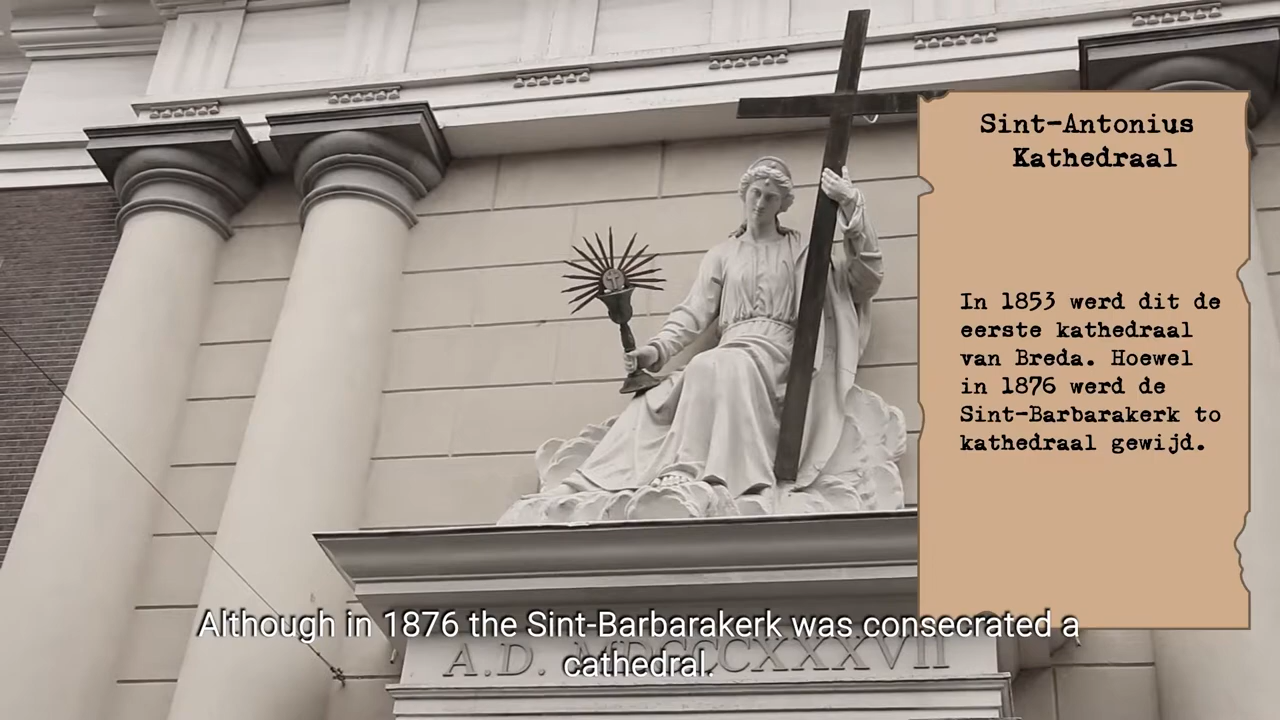 Sint-Antonius
Kathedraal
In 1853 werd dit de
eerste kathedraal
van Breda. Hoewel
in 1876 werd de
Sint-Barbarakerk to
kathedraal gewijd.
Although in 1876 the Sint-Barbarakerk was consecrated a
cathedral.
A.D. MDCCCXXXVII